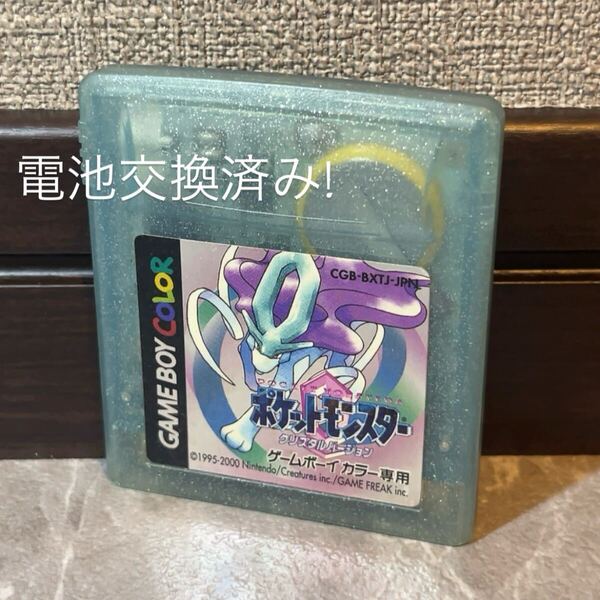 電池交換済み!
CGB-BXTJ-JPN
GAME BOY COLOR
POCKET MONSTERS
ポケットモンスター
クリスタルバージョン
ゲームボーイ カラー専用
©1995-2000 Nintendo/Creatures inc./GAME FREAK inc.